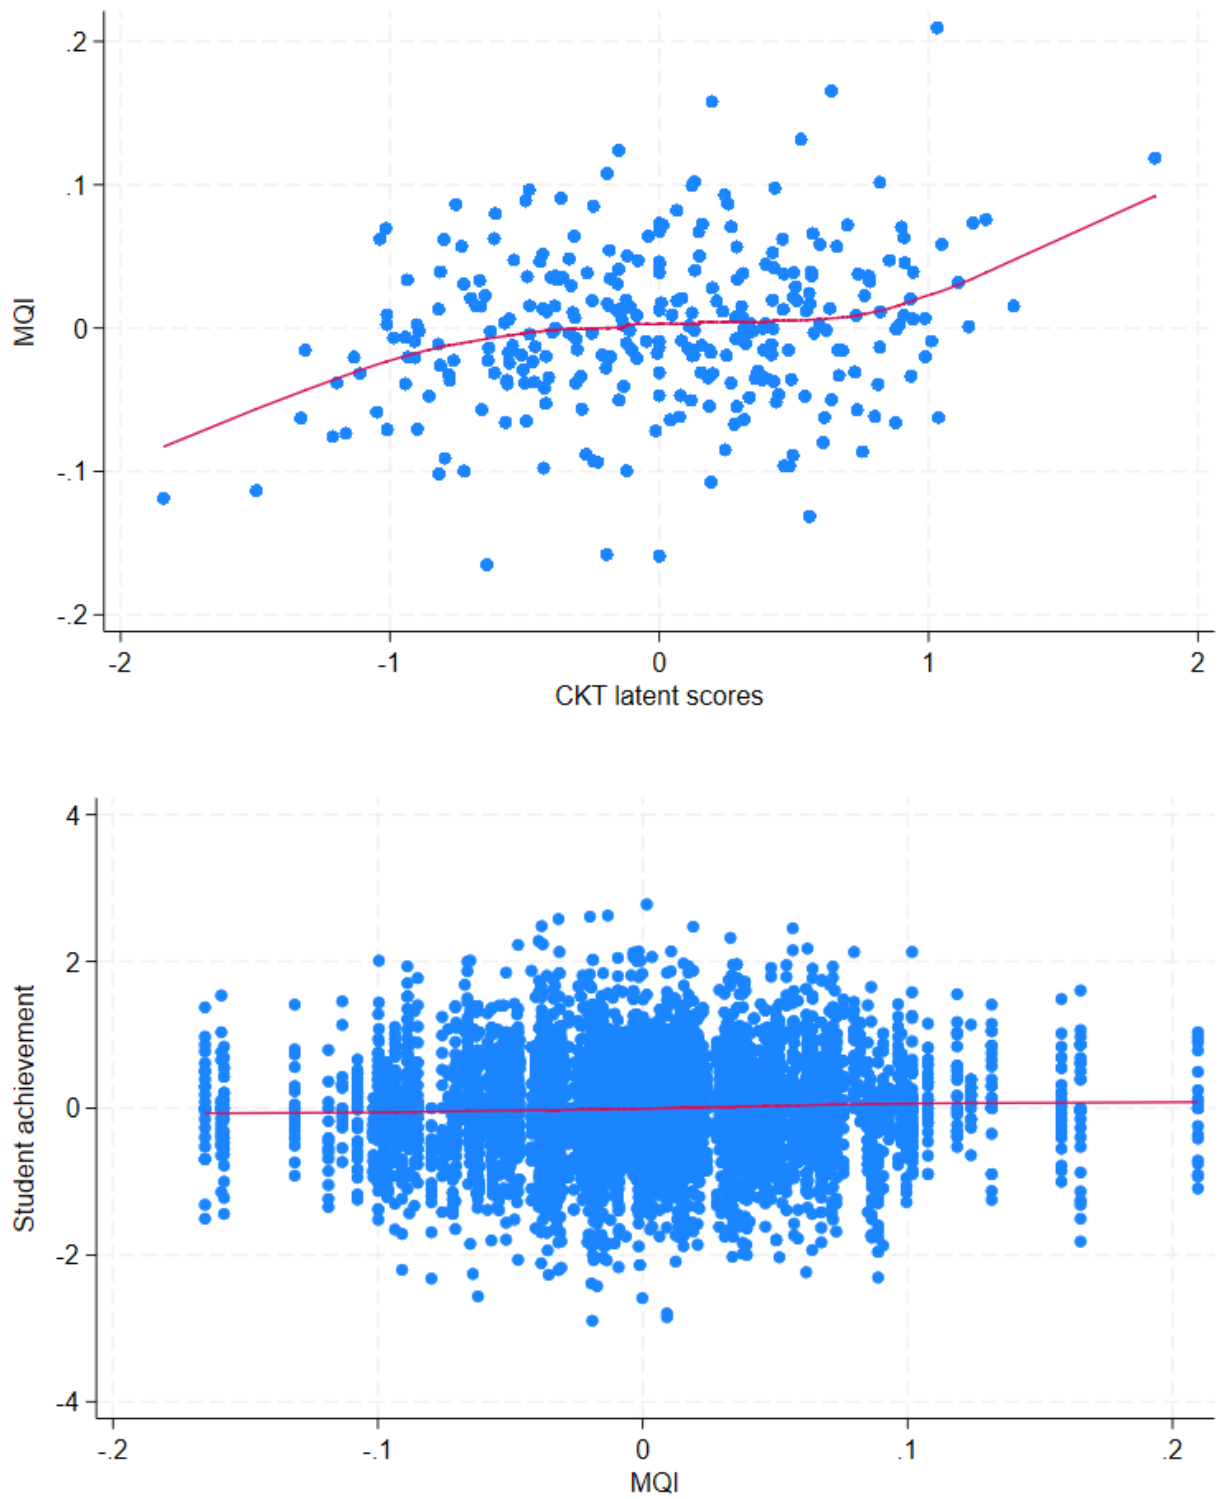 .2
.1
0
-.1
-.2
MQI
-2 -1 0 1 2
CKT latent scores
4
2
0
-2
-4
Student achievement
-.2 -.1 0 .1 .2
MQI